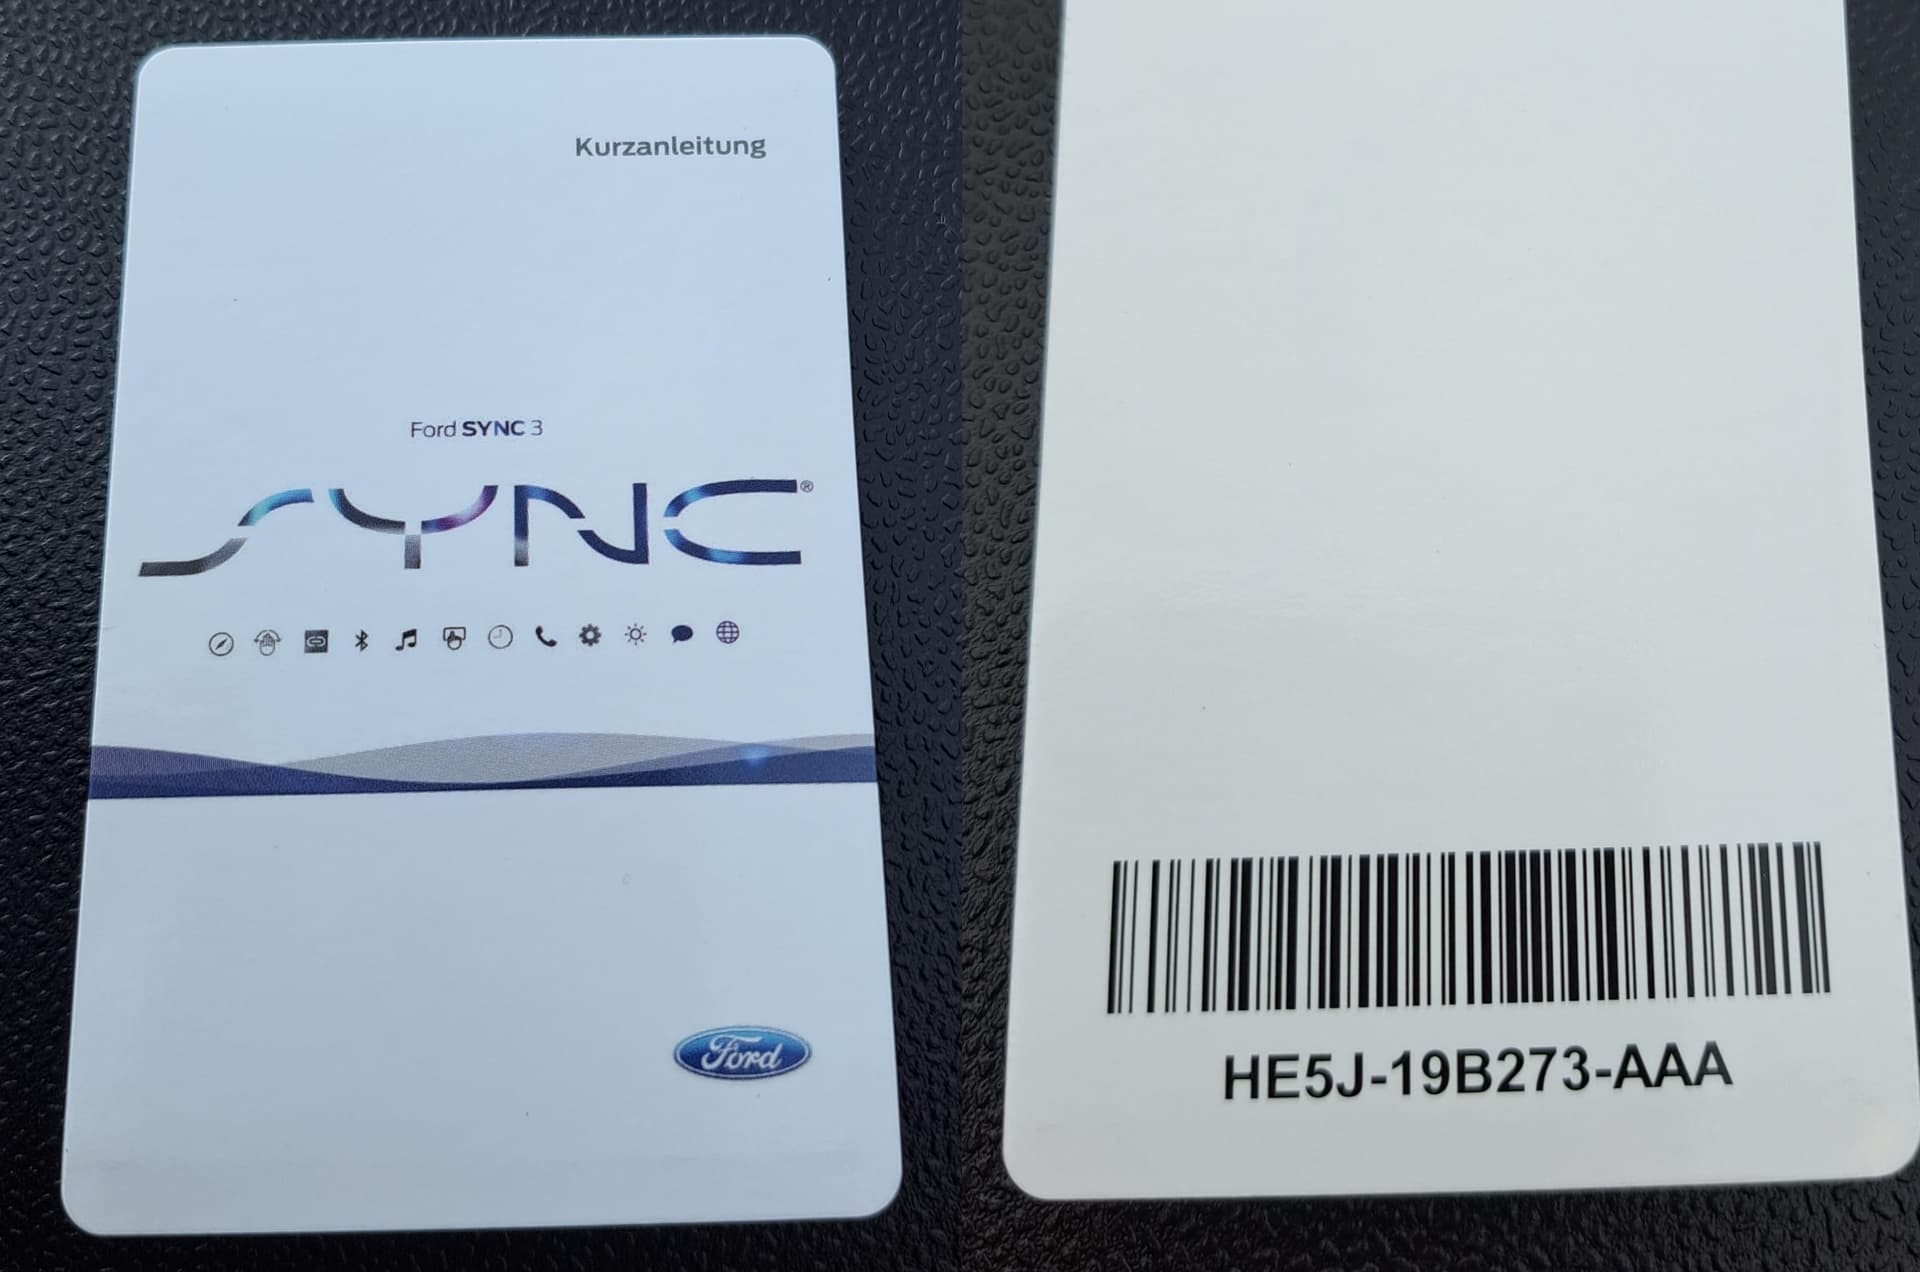 Kurzanleitung
Ford SYNC 3
SYNC®
Ford
HE5J-19B273-AAA